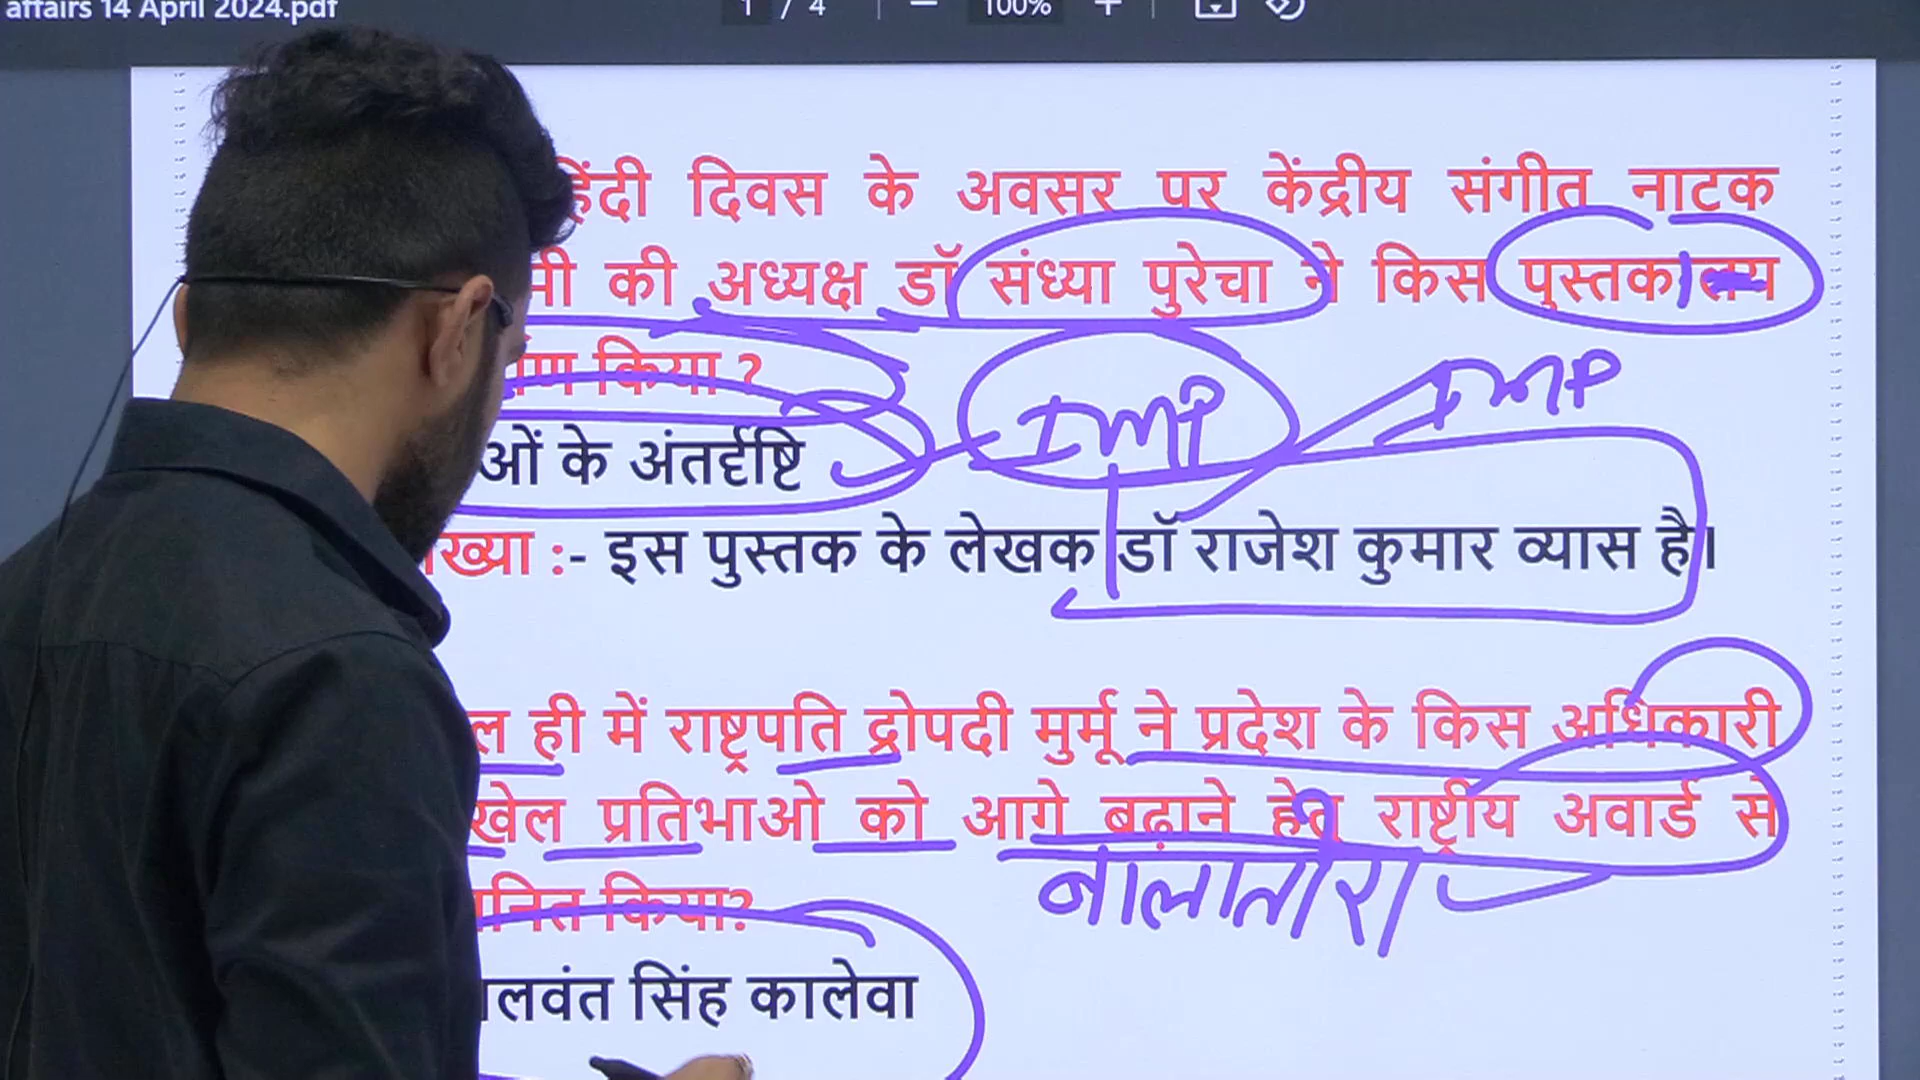 affairs 14 April 2024.pdf 1 / 4 100%
हिंदी दिवस के अवसर पर केंद्रीय संगीत नाटक
की अध्यक्ष डॉ संध्या पुरेचा ने किस पुस्तकालय
किया ?
IMP IMP
के अंतर्दृष्टि
:- इस पुस्तक के लेखक डॉ राजेश कुमार व्यास है।
ही में राष्ट्रपति द्रोपदी मुर्मू ने प्रदेश के किस अधिकारी
खेल प्रतिभाओ को आगे बढ़ाने हेतु राष्ट्रीय अवार्ड से
किया?
सिंह कालेवा